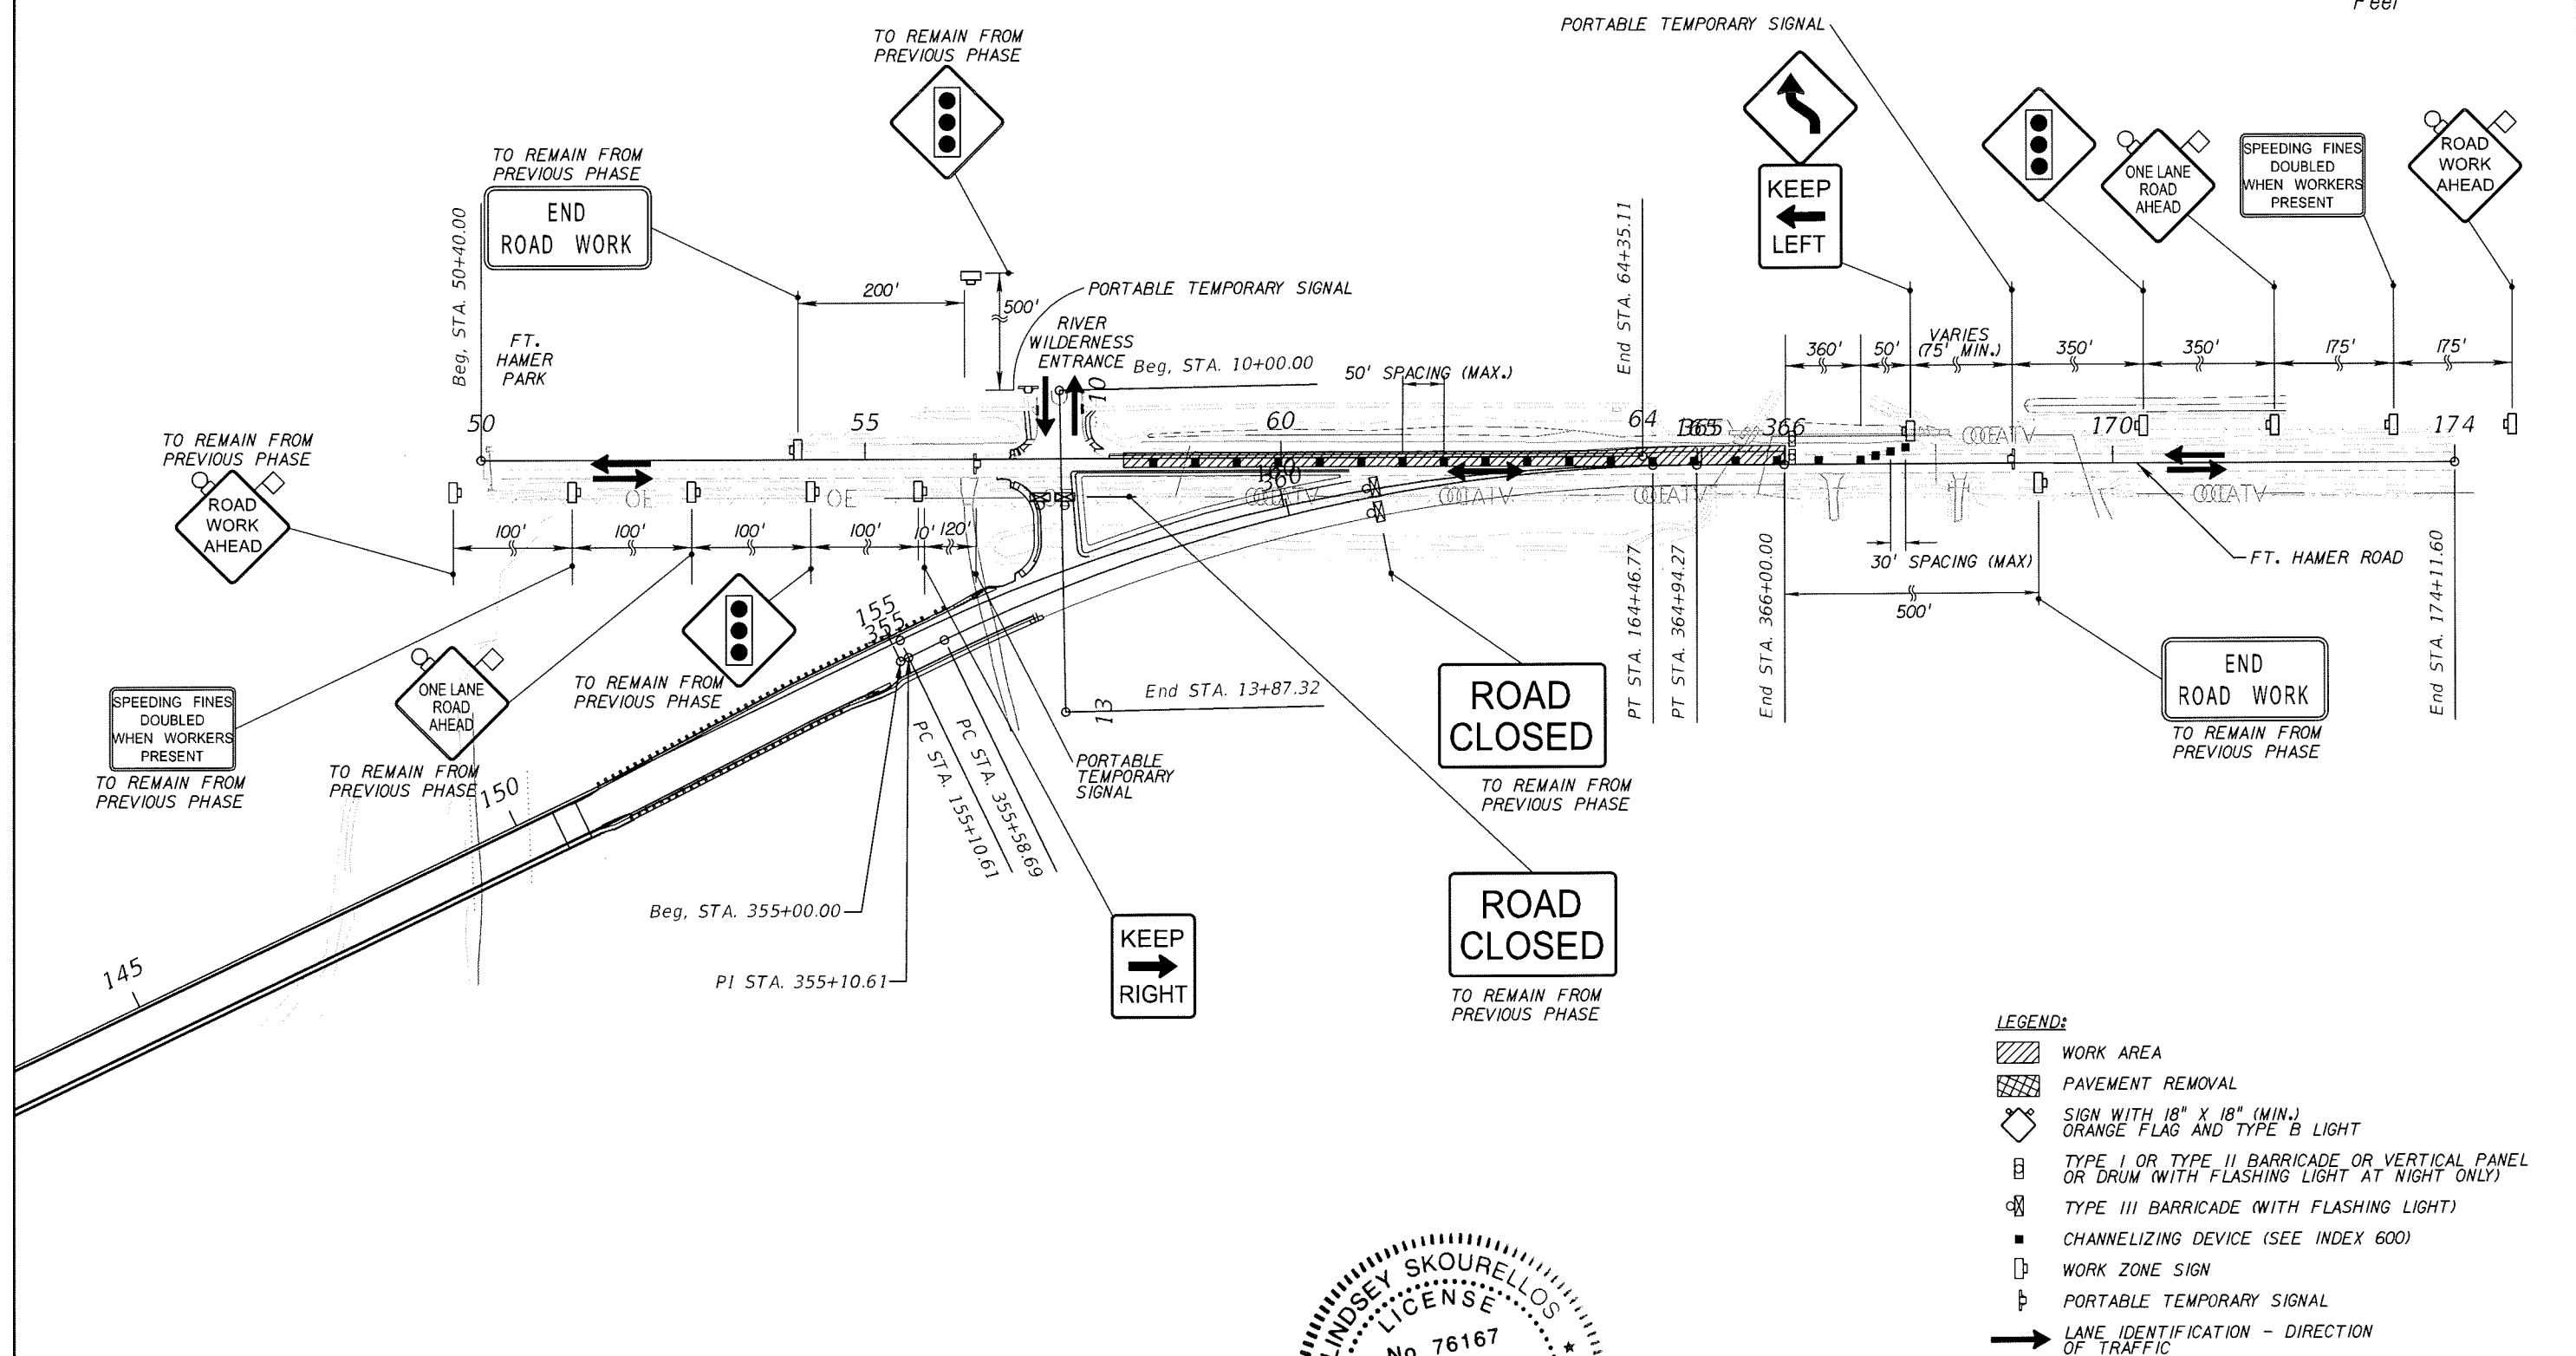 Feet
PORTABLE TEMPORARY SIGNAL
TO REMAIN FROM
PREVIOUS PHASE
TO REMAIN FROM
PREVIOUS PHASE
END
ROAD WORK
KEEP
LEFT
ONE LANE
ROAD
AHEAD
SPEEDING FINES
DOUBLED
WHEN WORKERS
PRESENT
ROAD
WORK
AHEAD
Beg, STA. 50+40.00
FT.
HAMER
PARK
200'
500'
PORTABLE TEMPORARY SIGNAL
RIVER
WILDERNESS
ENTRANCE
Beg, STA. 10+00.00
10
50' SPACING (MAX.)
End STA. 64+35.11
360'
50'
VARIES
(75' MIN.)
350'
350'
175'
175'
50
55
60
64
165
365
366
170
174
160
360
OE
OE
TO REMAIN FROM
PREVIOUS PHASE
ROAD
WORK
AHEAD
100'
100'
100'
100'
10'
120'
30' SPACING (MAX)
FT. HAMER ROAD
500'
PT STA. 164+46.77
PT STA. 364+94.27
End STA. 366+00.00
End STA. 174+11.60
155
355
SPEEDING FINES
DOUBLED
WHEN WORKERS
PRESENT
TO REMAIN FROM
PREVIOUS PHASE
ONE LANE
ROAD
AHEAD
TO REMAIN FROM
PREVIOUS PHASE
TO REMAIN FROM
PREVIOUS PHASE
End STA. 13+87.32
13
PC STA. 155+10.61
PC STA. 355+58.69
PORTABLE
TEMPORARY
SIGNAL
ROAD
CLOSED
TO REMAIN FROM
PREVIOUS PHASE
END
ROAD WORK
TO REMAIN FROM
PREVIOUS PHASE
150
145
Beg, STA. 355+00.00
PI STA. 355+10.61
KEEP
RIGHT
ROAD
CLOSED
TO REMAIN FROM
PREVIOUS PHASE
LEGEND:
WORK AREA
PAVEMENT REMOVAL
SIGN WITH 18" X 18" (MIN.)
ORANGE FLAG AND TYPE B LIGHT
TYPE I OR TYPE II BARRICADE OR VERTICAL PANEL
OR DRUM (WITH FLASHING LIGHT AT NIGHT ONLY)
TYPE III BARRICADE (WITH FLASHING LIGHT)
CHANNELIZING DEVICE (SEE INDEX 600)
WORK ZONE SIGN
PORTABLE TEMPORARY SIGNAL
LANE IDENTIFICATION - DIRECTION
OF TRAFFIC
LINDSEY SKOURELLOS
LICENSE
No 76167